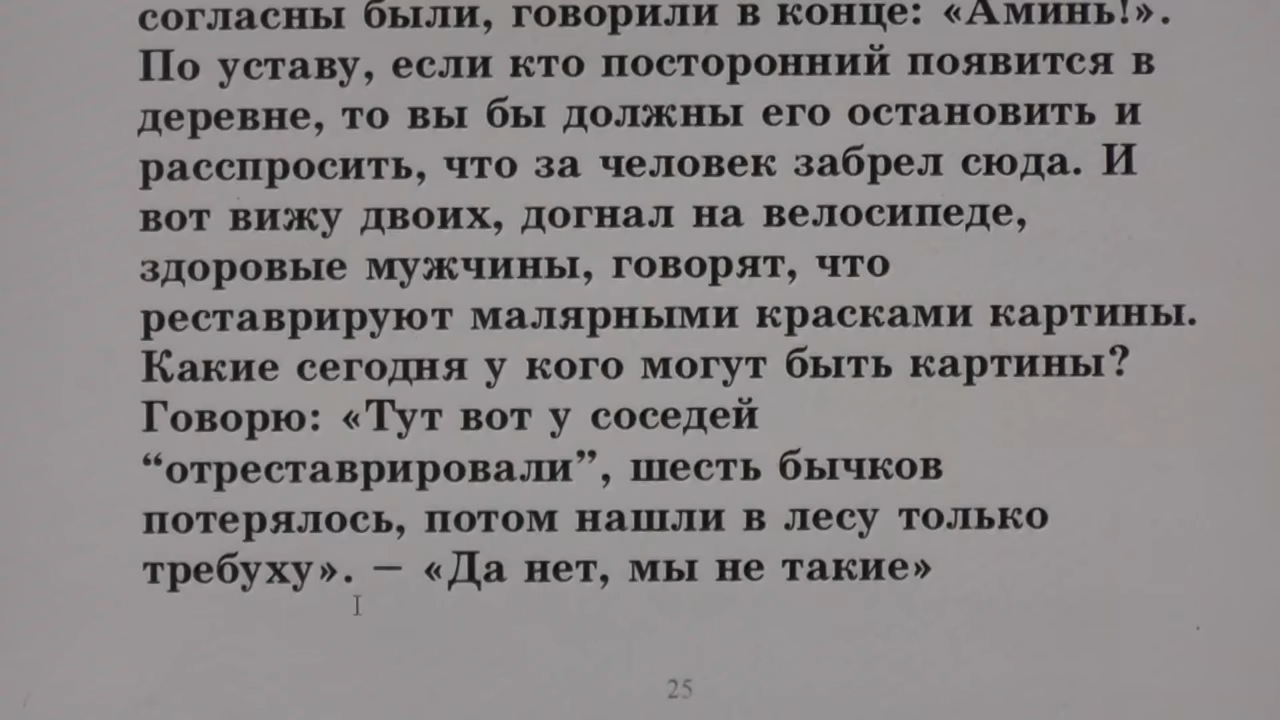 согласны были, говорили в конце: «Аминь!».
По уставу, если кто посторонний появится в
деревне, то вы бы должны его остановить и
расспросить, что за человек забрел сюда. И
вот вижу двоих, догнал на велосипеде,
здоровые мужчины, говорят, что
реставрируют малярными красками картины.
Какие сегодня у кого могут быть картины?
Говорю: «Тут вот у соседей
“отреставрировали”, шесть бычков
потерялось, потом нашли в лесу только
требуху». – «Да нет, мы не такие»
25